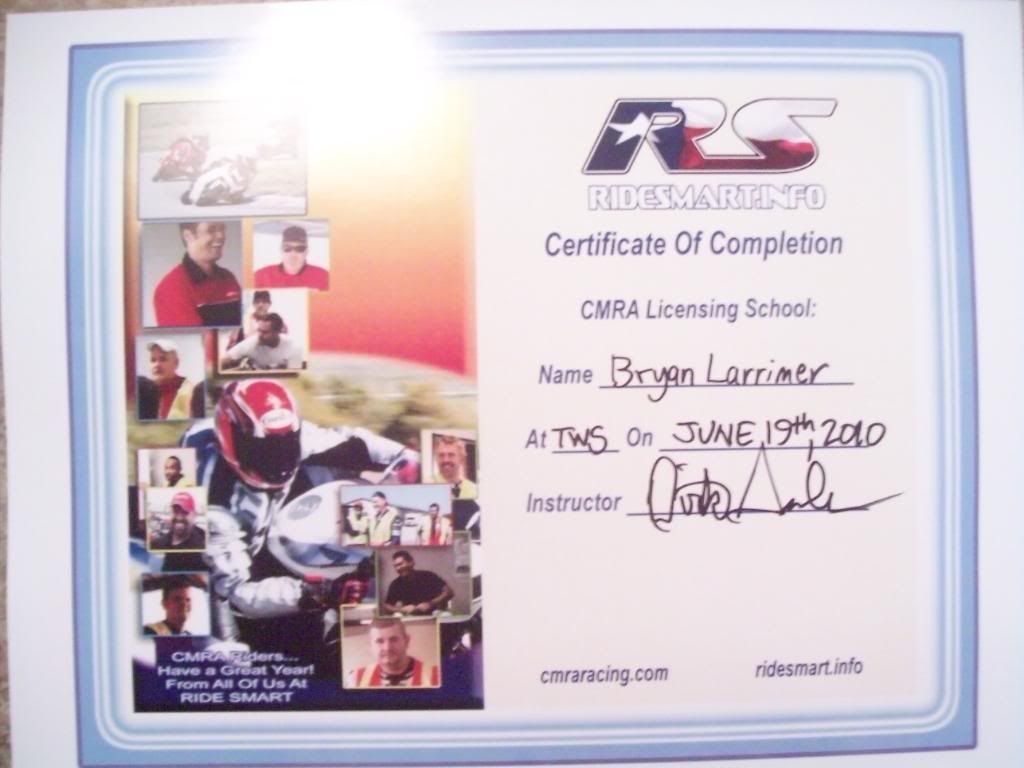 RS
RIDESMART.INFO
Certificate Of Completion
CMRA Licensing School:
Name Bryan Larrimer
At TWS On JUNE 19th, 2010
Instructor
cmraracing.com ridesmart.info
CMRA Riders...
Have a Great Year!
From All Of Us At
RIDE SMART